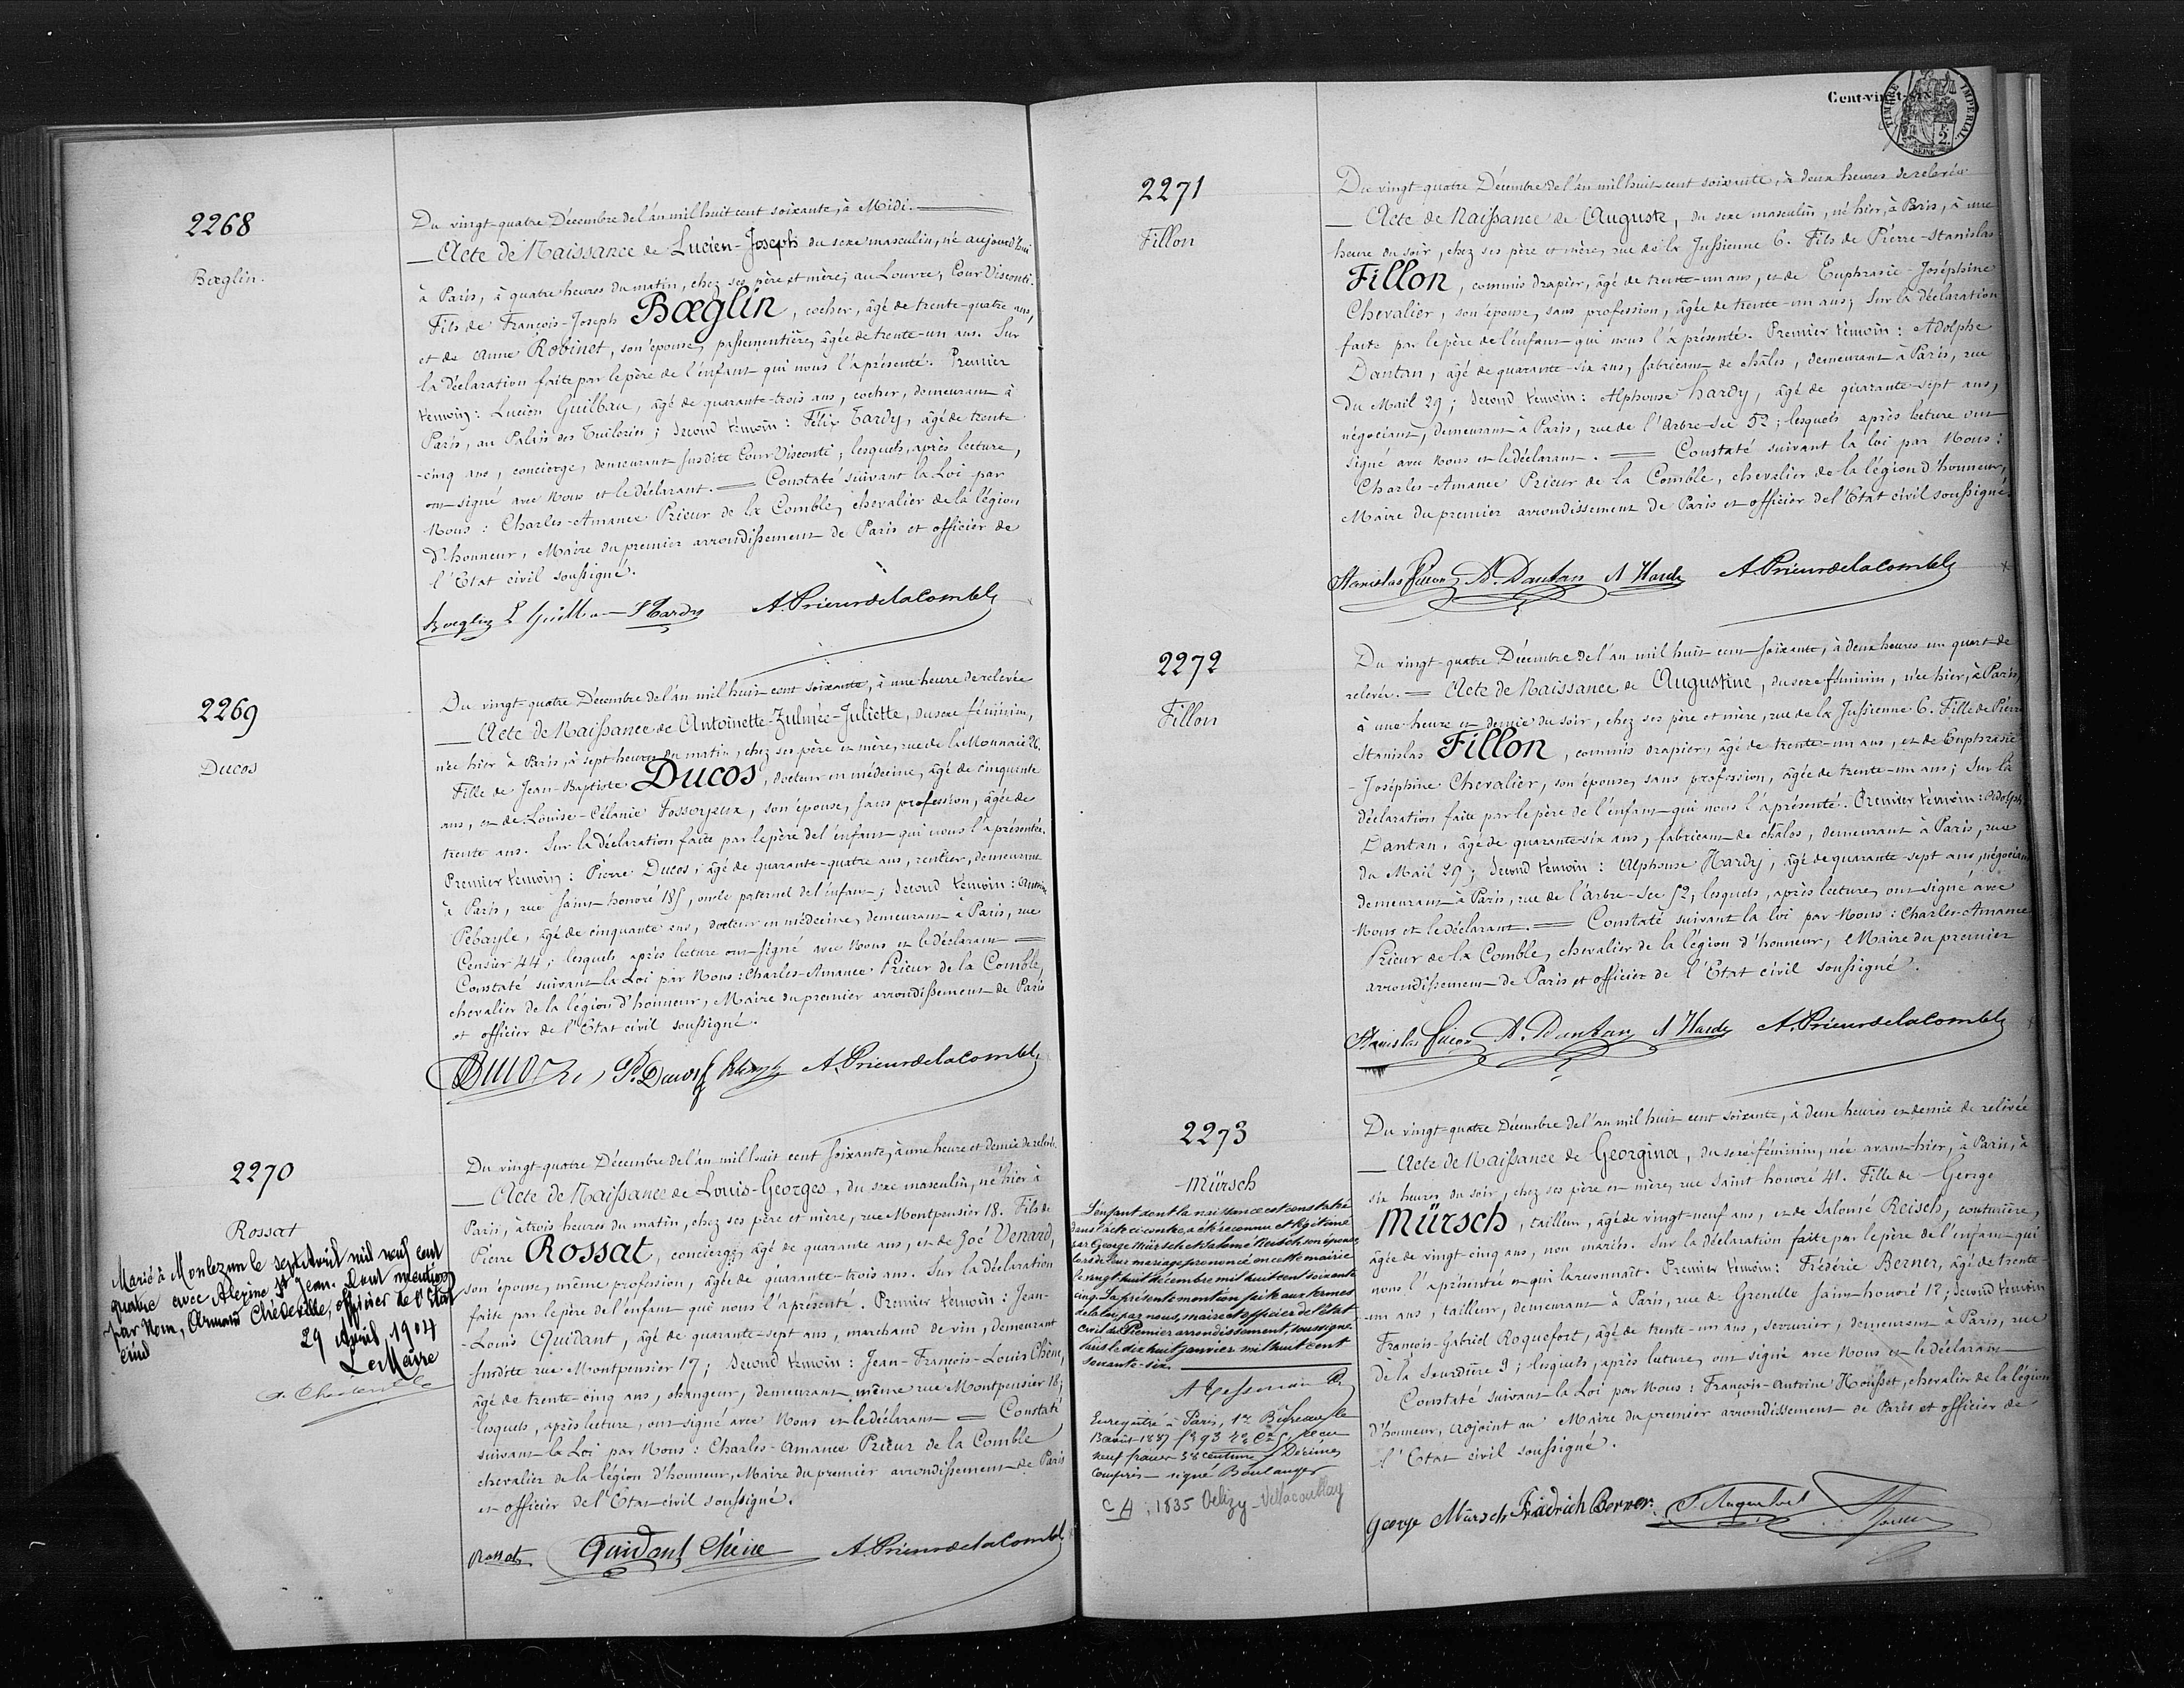 2268
Bœglin.
Du vingt-quatre Décembre de l'an mil huit cent soixante, à Midi.
Acte de Naissance de Lucien-Joseph du sexe masculin, né aujourd'hui
à Paris, à quatre heures du matin, chez ses père et mère, au Louvre, Cour Visconti.
Fils de François-Joseph Bœglin, cocher, âgé de trente-quatre ans,
et de Anne Robinet, son épouse, passementière, âgée de trente-un ans. Sur
la déclaration faite par le père de l'enfant qui nous l'a présenté. Premier
témoin: Lucien Guilbau, âgé de quarante-trois ans, cocher, demeurant à
Paris, au Palais des Tuileries; Second témoin: Félix Tardy, âgé de trente
-cinq ans, concierge, demeurant susdite Cour Visconti; lesquels, après lecture,
ont signé avec Nous et le déclarant. = Constaté suivant la Loi par
Nous: Charles-Amance Prieur de la Comble, chevalier de la légion
d'honneur, Maire du premier arrondissement de Paris et officier de
l'Etat civil soussigné.
Bœglin L. Guilbau F Tardy A. Prieur de la Comble
2269
Ducos
Du vingt-quatre Décembre de l'an mil huit cent soixante, à une heure de relevée
Acte de Naissance de Antoinette-Zulmée-Juliette, du sexe féminin,
née hier à Paris, à sept heures du matin, chez ses père et mère, rue de la Monnaie 26.
Fille de Jean-Baptiste Ducos, docteur en médecine, âgé de cinquante
ans, et de Louise-Célanie Fossoyeux, son épouse, sans profession, âgée de
trente ans. Sur la déclaration faite par le père de l'enfant qui nous l'a présentée.
Premier témoin: Pierre Ducos, âgé de quarante-quatre ans, rentier, demeurant
à Paris, rue Saint-honoré 185, oncle paternel de l'enfant; Second témoin: Antoine
Pebayle, âgé de cinquante ans, docteur en médecine, demeurant à Paris, rue
Censier 44; lesquels après lecture ont signé avec Nous et le déclarant =
Constaté suivant la Loi par Nous: Charles-Amance Prieur de la Comble,
chevalier de la légion d'honneur, Maire du premier arrondissement de Paris
et officier de l'Etat civil soussigné.
Ducos P. Ducos A. Prieur de la Comble
2270
Rossat
Marié à Monlezun le sept Avril mil neuf cent
quatre avec Alexine St Jean. Dont mention
par Nous, Armand Chédeville, officier de l'Etat
civil
29 Avril 1904
Le Maire
A. Chédeville
Du vingt-quatre Décembre de l'an mil huit cent soixante, à une heure et demie de relevée.
Acte de Naissance de Louis-Georges, du sexe masculin, né hier à
Paris, à trois heures du matin, chez ses père et mère, rue Montpensier 18. Fils de
Pierre Rossat, concierge, âgé de quarante ans, et de Zoé Venard,
son épouse, même profession, âgée de quarante-trois ans. Sur la déclaration
faite par le père de l'enfant qui nous l'a présenté. Premier témoin: Jean-
-Louis Quidant, âgé de quarante-sept ans, marchand de vin, demeurant
susdite rue Montpensier 17; Second témoin: Jean-François-Louis Chêne,
âgé de trente-cinq ans, changeur, demeurant même rue Montpensier 18;
lesquels, après lecture, ont signé avec Nous et le déclarant = Constaté
suivant la Loi par Nous: Charles-Amance Prieur de la Comble
chevalier de la légion d'honneur, Maire du premier arrondissement de Paris
et officier de l'Etat civil soussigné.
Rossat Quidant Chêne A. Prieur de la Comble
Cent-vingt-six
TIMBRE IMPERIAL
2
SEINE
2271
Fillon
Du vingt-quatre Décembre de l'an mil huit cent soixante, à deux heures de relevée
Acte de Naissance de Auguste, du sexe masculin, né hier, à Paris, à une
heure du soir, chez ses père et mère, rue de la Jussienne 6. Fils de Pierre-Stanislas
Fillon, commis drapier, âgé de trente-un ans, et de Euphrasie-Joséphine
Chevalier, son épouse, sans profession, âgée de trente-un ans; Sur la déclaration
faite par le père de l'enfant qui nous l'a présenté. Premier témoin: Adolphe
Dantan, âgé de quarante-six ans, fabricant de châles, demeurant à Paris, rue
du Mail 29; Second témoin: Alphonse hardy, âgé de quarante-sept ans,
négociant, demeurant à Paris, rue de l'Arbre-Sec 52; lesquels après lecture ont
signé avec Nous et le déclarant. = Constaté suivant la loi par Nous:
Charles-Amance Prieur de la Comble, chevalier de la légion d'honneur,
Maire du premier arrondissement de Paris et officier de l'Etat civil soussigné.
Stanislas Fillon A. Dantan A Hardy A. Prieur de la Comble
2272
Fillon
Du vingt-quatre Décembre de l'an mil huit cent soixante, à deux heures un quart de
relevée. = Acte de Naissance de Augustine, du sexe féminin, née hier, à Paris,
à une heure et demie du soir, chez ses père et mère, rue de la Jussienne 6. Fille de Pierre
Stanislas Fillon, commis drapier, âgé de trente-un ans, et de Euphrasie
-Joséphine Chevalier, son épouse, sans profession, âgée de trente-un ans; Sur la
déclaration faite par le père de l'enfant qui nous l'a présenté. Premier témoin: Adolphe
Dantan, âgé de quarante-six ans, fabricant de châles, demeurant à Paris, rue
du Mail 29; Second témoin: Alphonse Hardy, âgé de quarante-sept ans, négociant
demeurant à Paris, rue de l'arbre-Sec 52, lesquels, après lecture, ont signé avec
Nous et le déclarant. = Constaté suivant la loi par Nous: Charles-Amance
Prieur de la Comble, chevalier de la légion d'honneur, Maire du premier
arrondissement de Paris et officier de l'Etat civil soussigné.
Stanislas Fillon A. Dantan A Hardy A. Prieur de la Comble
2273
Mürsch
L'enfant dont la naissance est constatée
dans l'acte ci-contre, a été reconnu et légitimé
par George Mürsch et Salomé Reisch, son épouse,
lors de leur mariage prononcé en cette mairie
le vingt-huit décembre mil huit cent soixante
cinq. La présente mention faite aux termes
de la loi par nous, maire et officier de l'état
civil du Premier arrondissement, soussigné.
Paris le dix huit janvier mil huit cent
soixante-six.
Enregistré à Paris, 1er Bureau, le
août 1887 f° 93 reçu
neuf francs 38 centimes, Décimes
compris signé Boulanger
1835 Vélizy-Villacoublay
Du vingt-quatre Décembre de l'an mil huit cent soixante, à deux heures et demie de relevée
Acte de Naissance de Georgina, du sexe féminin, née avant-hier, à Paris, à
six heures du soir, chez ses père et mère, rue Saint honoré 41. Fille de George
Mürsch, tailleur, âgé de vingt-neuf ans, et de Salomé Reisch, couturière,
âgée de vingt cinq ans, non mariés. Sur la déclaration faite par le père de l'enfant qui
nous l'a présentée et qui la reconnaît. Premier témoin: Frédéric Berner, âgé de trente-
-un ans, tailleur, demeurant à Paris, rue de Grenelle Saint-honoré 12; Second témoin
François-Gabriel Roquefort, âgé de trente-un ans, serrurier, demeurant à Paris, rue
de la Sourdière 9; lesquels, après lecture, ont signé avec Nous et le déclarant
Constaté suivant la Loi par Nous: François-Antoine Housset, chevalier de la légion
d'honneur, adjoint au Maire du premier arrondissement de Paris et officier de
l'Etat civil soussigné.
George Mürsch Friedrich Berner.